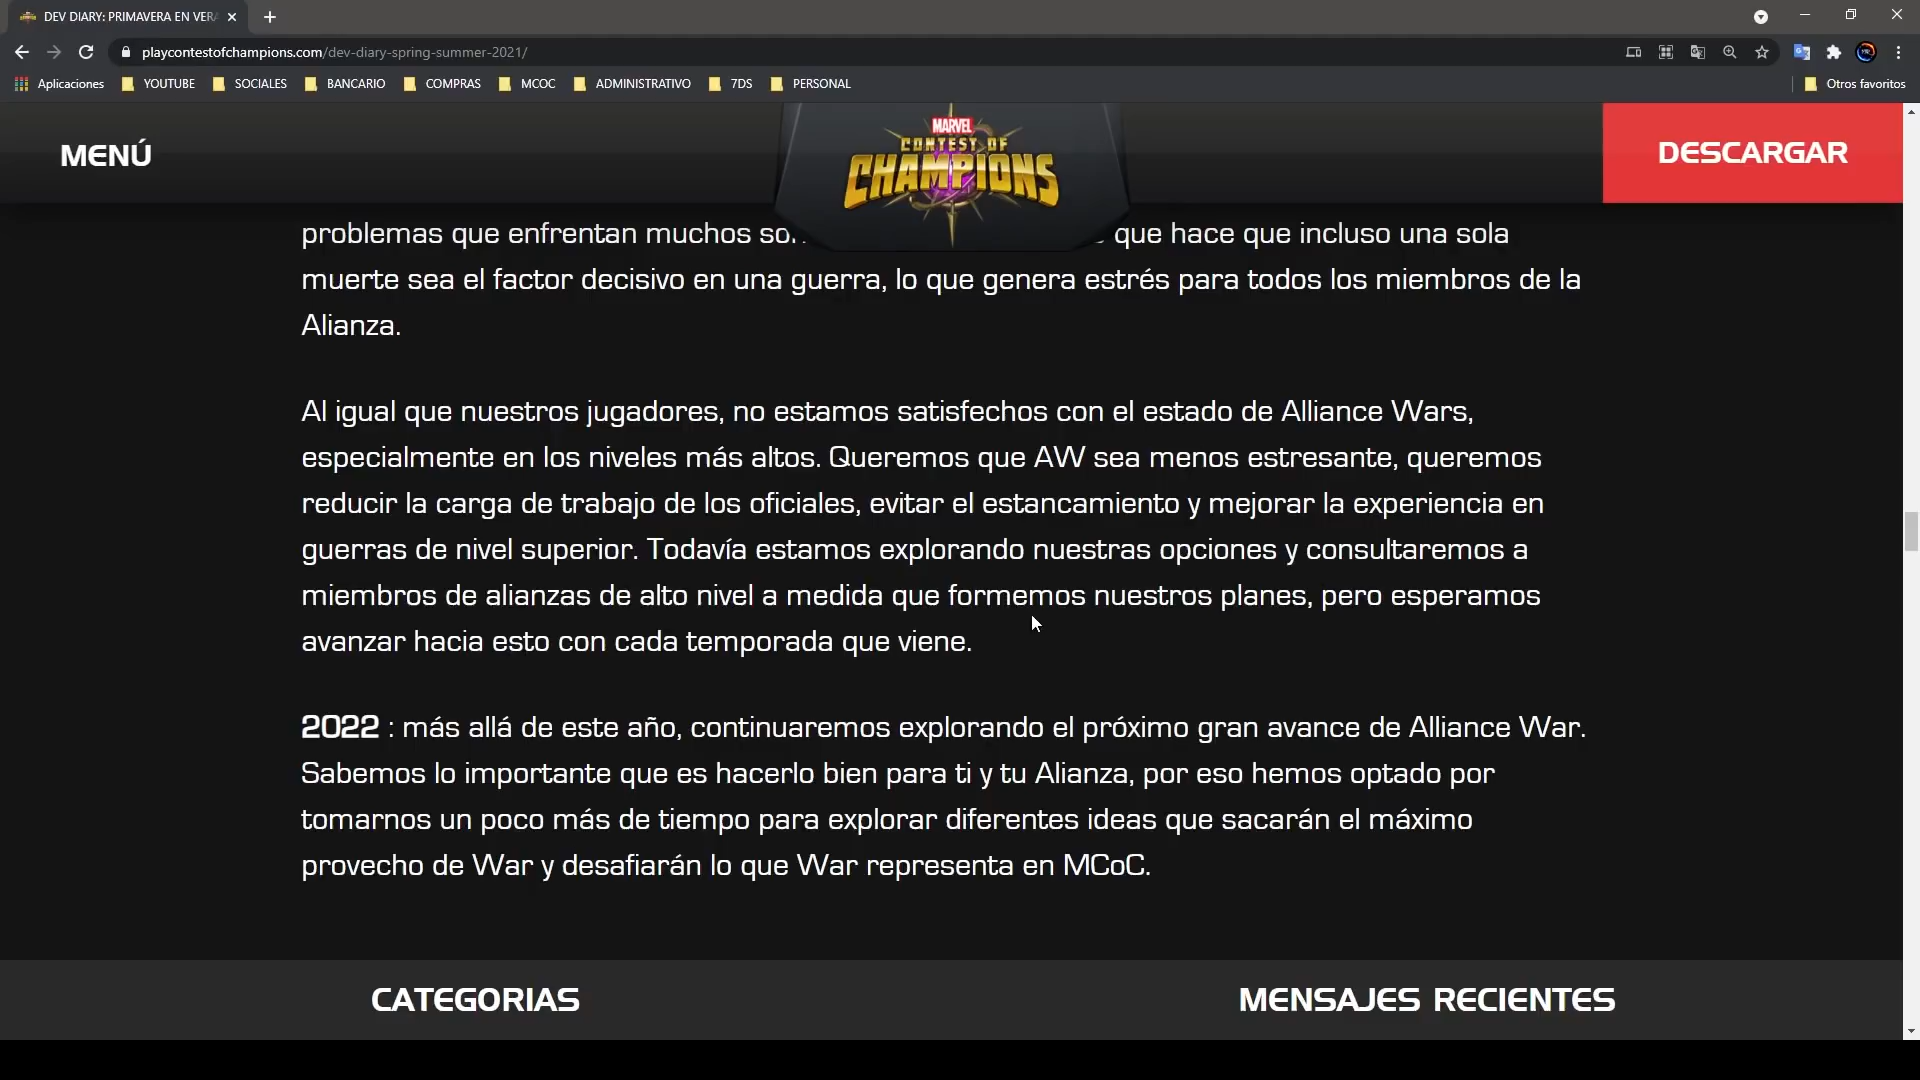 DEV DIARY: PRIMAVERA EN VERA
playcontestofchampions.com/dev-diary-spring-summer-2021/
Aplicaciones YOUTUBE SOCIALES BANCARIO COMPRAS MCOC ADMINISTRATIVO 7DS PERSONAL Otros favoritos
MENÚ
MARVEL
CONTEST OF
CHAMPIONS
DESCARGAR
problemas que enfrentan muchos que hace que incluso una sola
muerte sea el factor decisivo en una guerra, lo que genera estrés para todos los miembros de la
Alianza.
Al igual que nuestros jugadores, no estamos satisfechos con el estado de Alliance Wars,
especialmente en los niveles más altos. Queremos que AW sea menos estresante, queremos
reducir la carga de trabajo de los oficiales, evitar el estancamiento y mejorar la experiencia en
guerras de nivel superior. Todavía estamos explorando nuestras opciones y consultaremos a
miembros de alianzas de alto nivel a medida que formemos nuestros planes, pero esperamos
avanzar hacia esto con cada temporada que viene.
2022 : más allá de este año, continuaremos explorando el próximo gran avance de Alliance War.
Sabemos lo importante que es hacerlo bien para ti y tu Alianza, por eso hemos optado por
tomarnos un poco más de tiempo para explorar diferentes ideas que sacarán el máximo
provecho de War y desafiarán lo que War representa en MCoC.
CATEGORIAS
MENSAJES RECIENTES